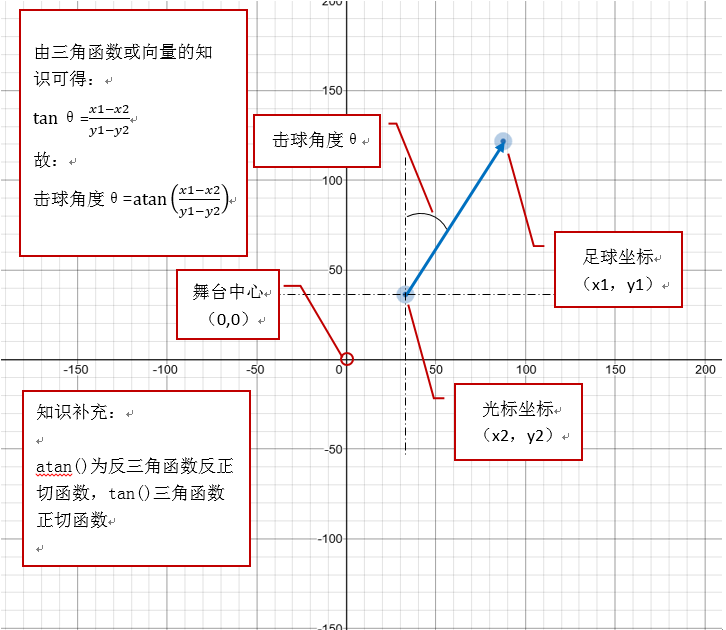 由三角函数或向量的知
识可得：
tan θ=\frac{x1−x2}{y1−y2}
故：
击球角度θ=atan(\frac{x1−x2}{y1−y2})
击球角度θ
足球坐标
（x1，y1）
舞台中心
（0,0）
光标坐标
（x2，y2）
知识补充：
atan()为反三角函数反正
切函数，tan()三角函数
正切函数
200
150
100
50
-150
-100
-50
0
50
100
150
200
-50
-100
-150